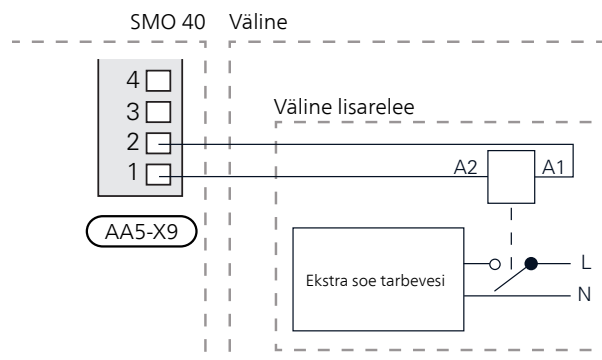 SMO 40
Väline
4
3
2
1
AA5-X9
Väline lisarelee
A2
A1
Ekstra soe tarbevesi
L
N